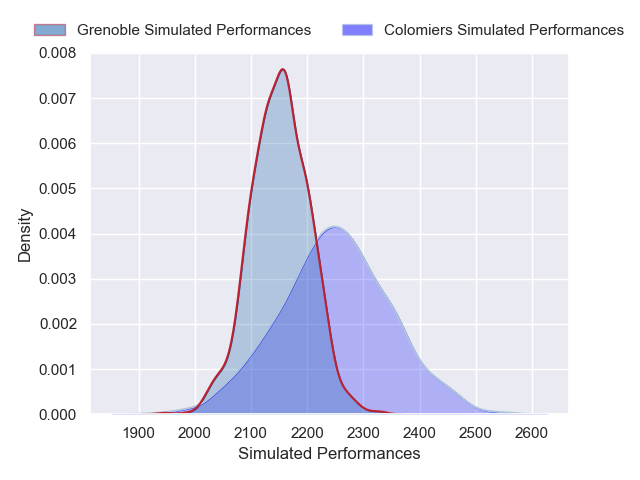 Grenoble Simulated Performances Colomiers Simulated Performances
0.008
0.007
0.006
0.005
0.004
0.003
0.002
0.001
0.000
Density
1900 2000 2100 2200 2300 2400 2500 2600
Simulated Performances